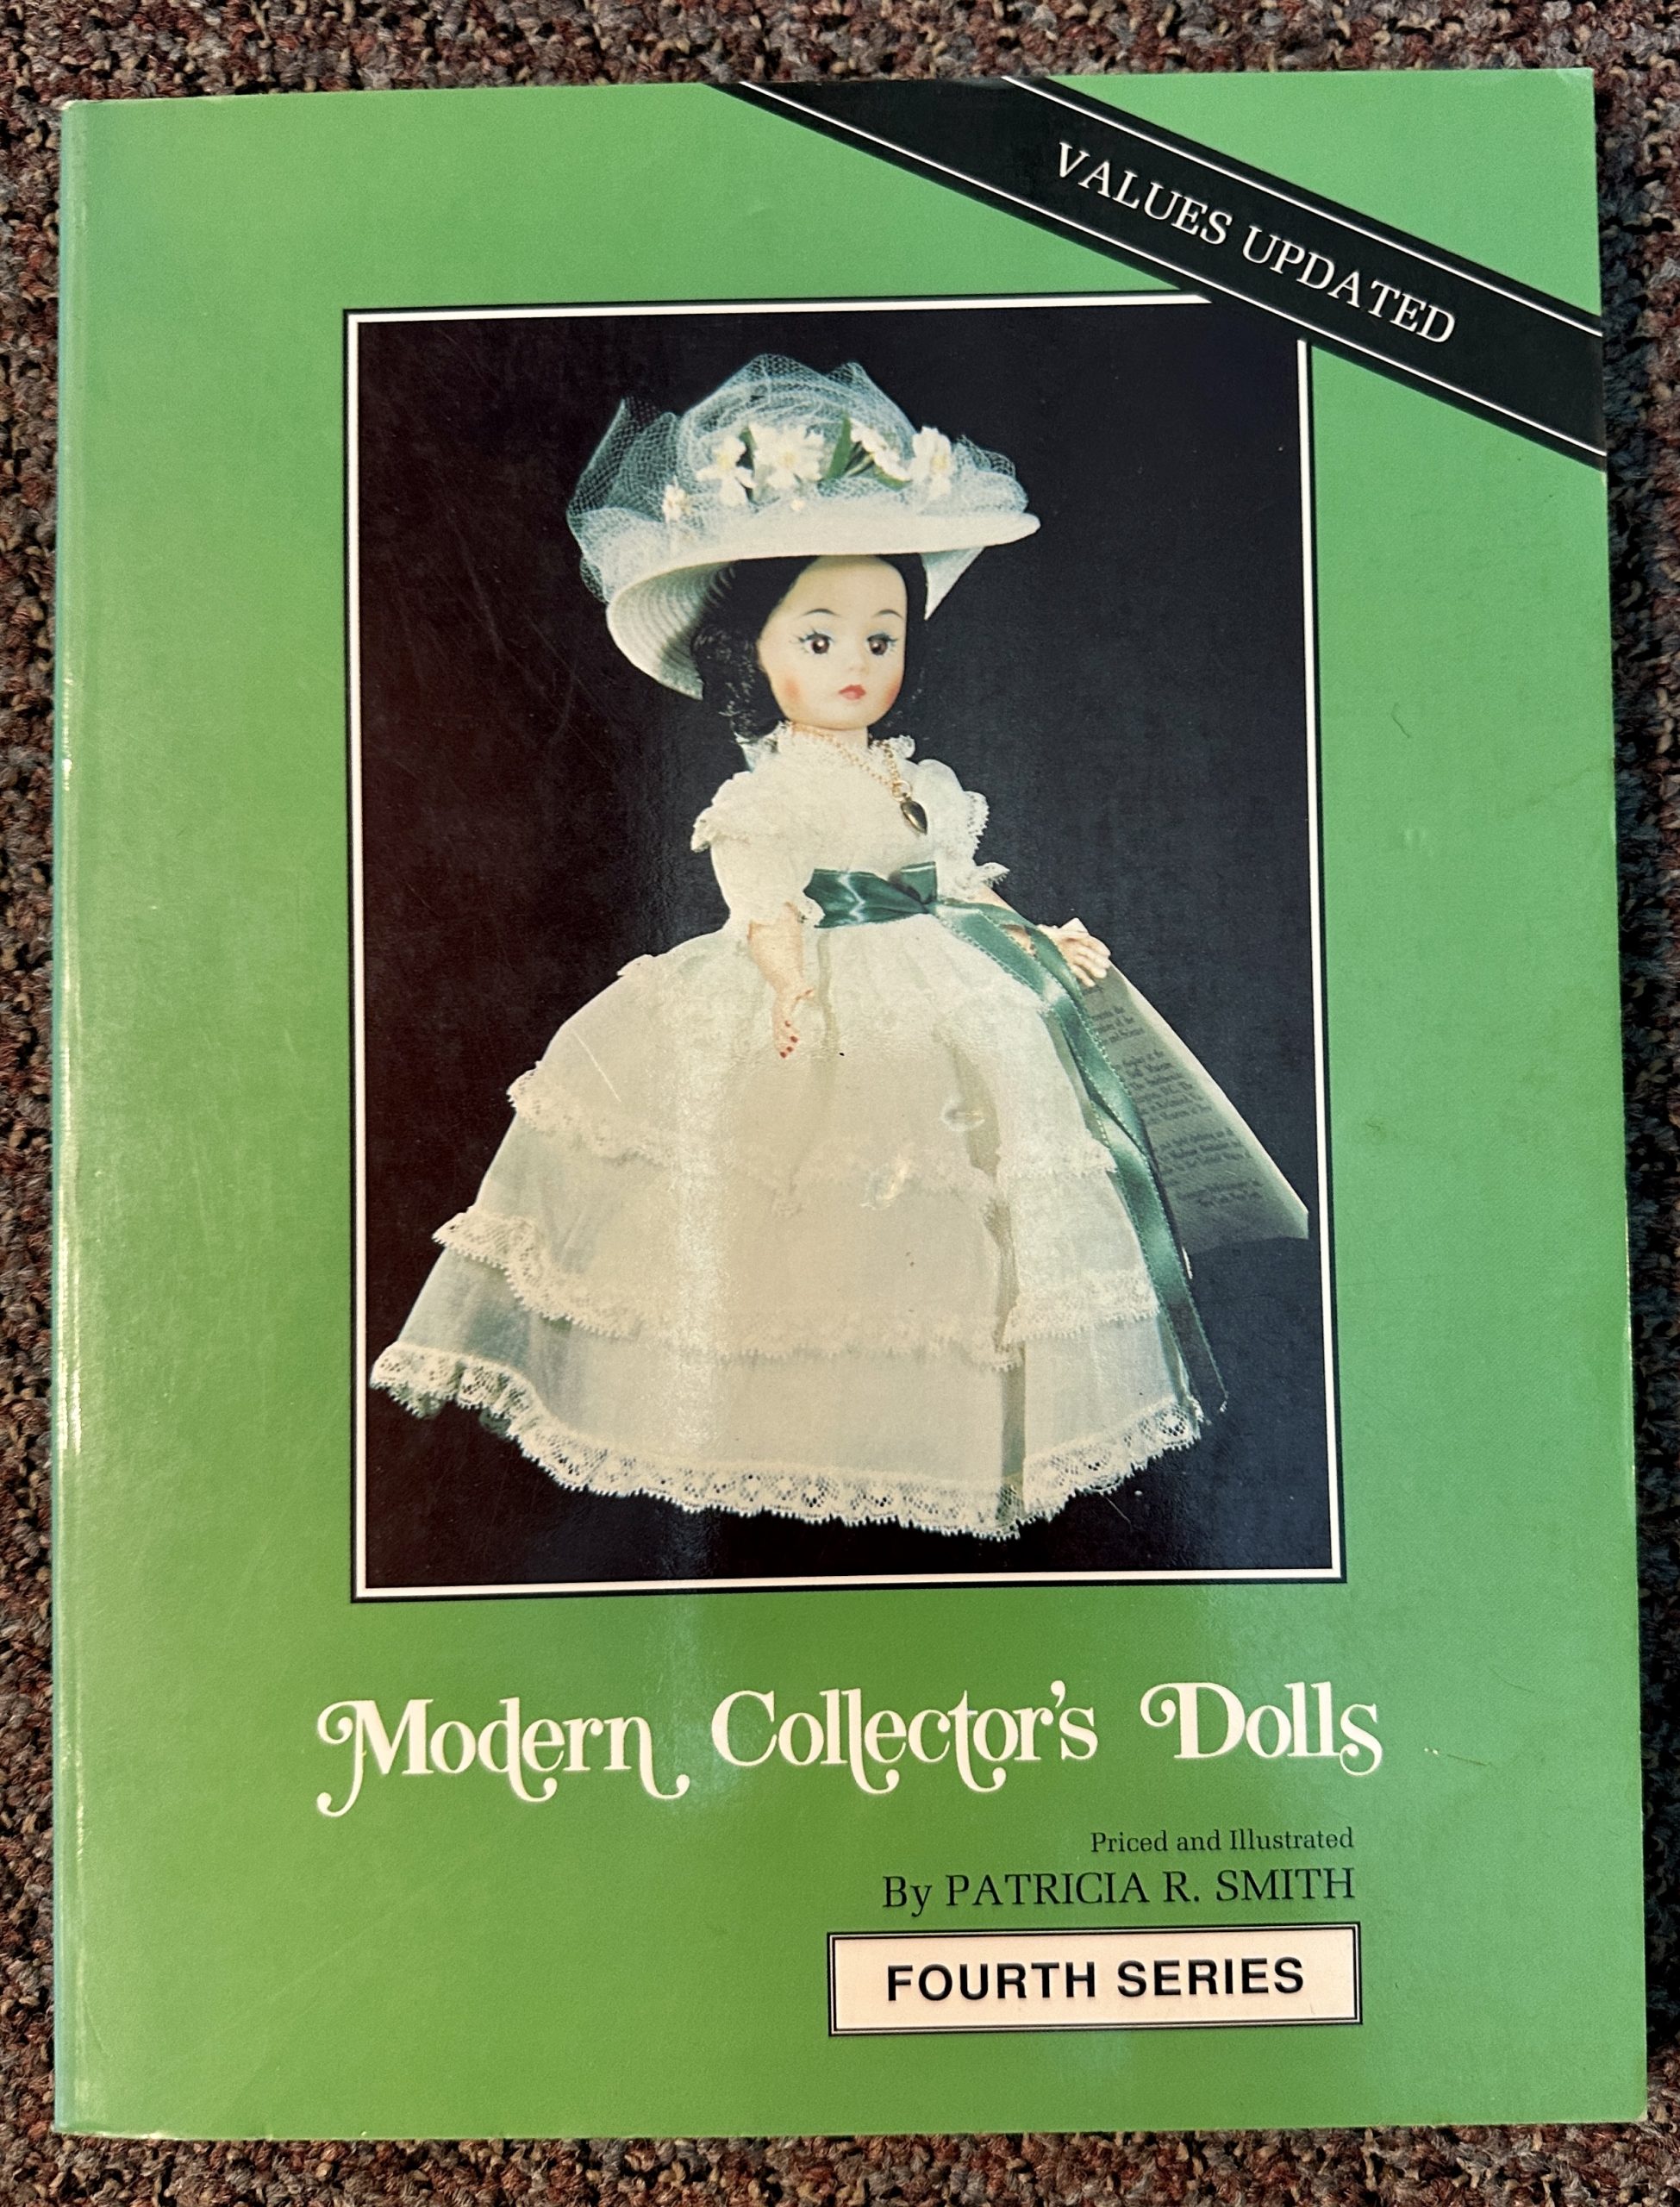 VALUES UPDATED
Modern Collector's Dolls
Priced and Illustrated
By PATRICIA R. SMITH
FOURTH SERIES